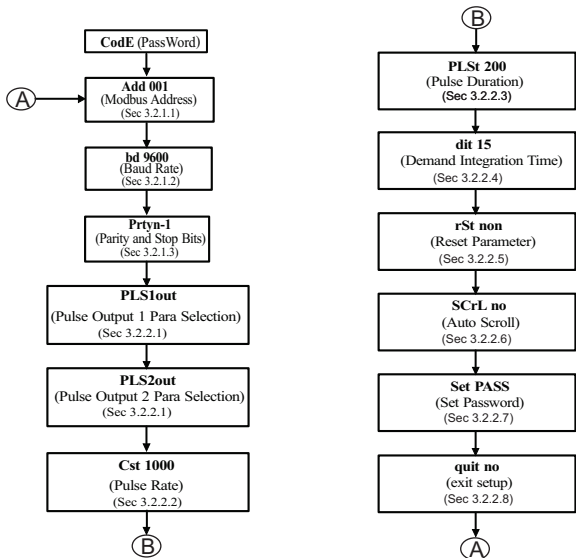 CodE (PassWord)
A
Add 001
(Modbus Address)
(Sec 3.2.1.1)
bd 9600
(Baud Rate)
(Sec 3.2.1.2)
Prtyn-1
(Parity and Stop Bits)
(Sec 3.2.1.3)
PLS1out
(Pulse Output 1 Para Selection)
(Sec 3.2.2.1)
PLS2out
(Pulse Output 2 Para Selection)
(Sec 3.2.2.1)
Cst 1000
(Pulse Rate)
(Sec 3.2.2.2)
B
B
PLSt 200
(Pulse Duration)
(Sec 3.2.2.3)
dit 15
(Demand Integration Time)
(Sec 3.2.2.4)
rSt non
(Reset Parameter)
(Sec 3.2.2.5)
SCrL no
(Auto Scroll)
(Sec 3.2.2.6)
Set PASS
(Set Password)
(Sec 3.2.2.7)
quit no
(exit setup)
(Sec 3.2.2.8)
A